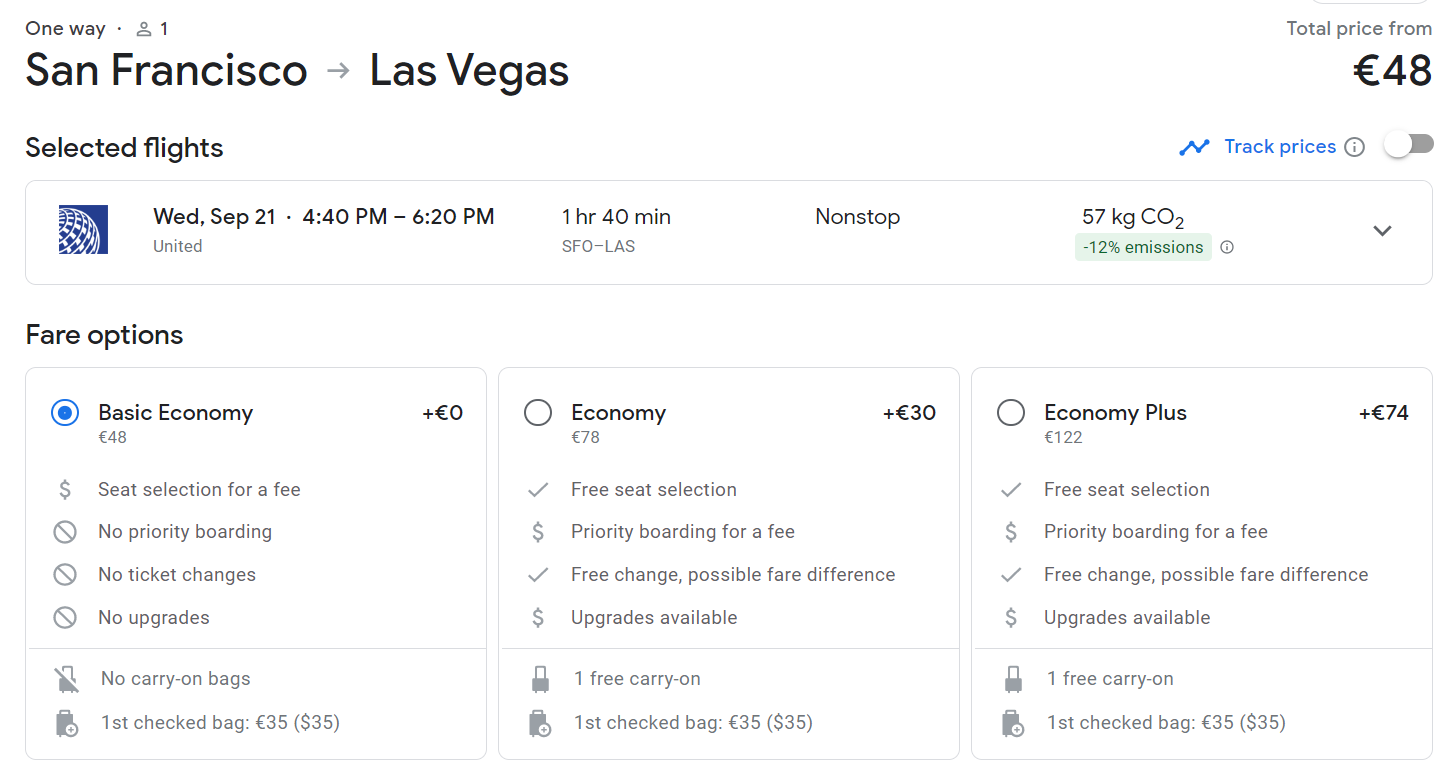 One way · 1
Total price from
San Francisco → Las Vegas
€48
Selected flights
Track prices
Wed, Sep 21 · 4:40 PM – 6:20 PM
1 hr 40 min
Nonstop
57 kg CO2
United
SFO–LAS
-12% emissions
Fare options
Basic Economy
+€0
€48
$ Seat selection for a fee
No priority boarding
No ticket changes
No upgrades
No carry-on bags
1st checked bag: €35 ($35)
Economy
+€30
€78
Free seat selection
$ Priority boarding for a fee
Free change, possible fare difference
$ Upgrades available
1 free carry-on
1st checked bag: €35 ($35)
Economy Plus
+€74
€122
Free seat selection
$ Priority boarding for a fee
Free change, possible fare difference
$ Upgrades available
1 free carry-on
1st checked bag: €35 ($35)